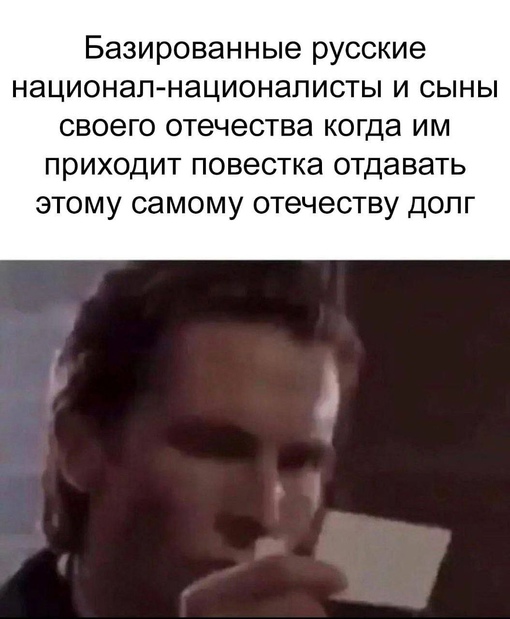 Базированные русские
национал-националисты и сыны
своего отечества когда им
приходит повестка отдавать
этому самому отечеству долг